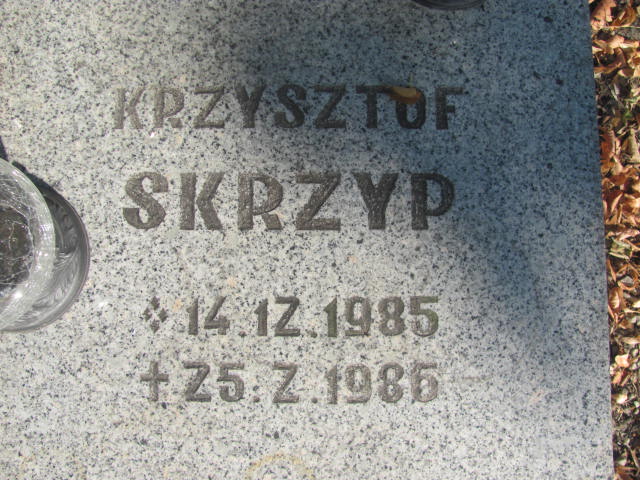 KRZYSZTOF
SKRZYP
14.12.1985
✝ 25.2.1986